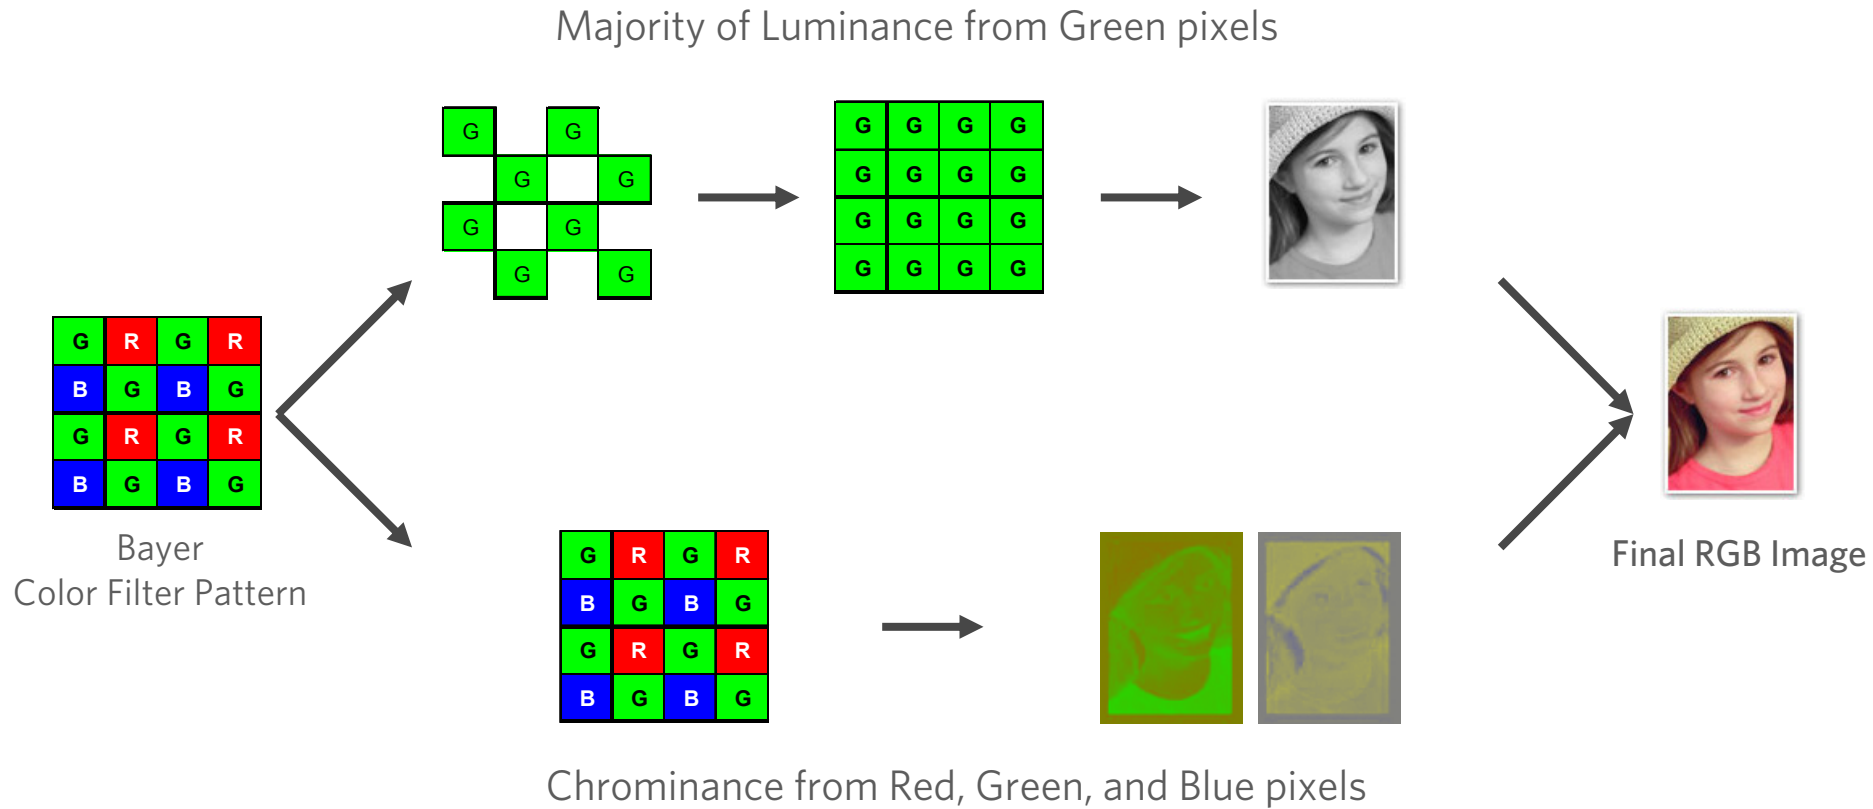 Majority of Luminance from Green pixels
G G
G G
G G
G G
G G G G
G G G G
G G G G
G G G G
G R G R
B G B G
G R G R
B G B G
Bayer
Color Filter Pattern
G R G R
B G B G
G R G R
B G B G
Final RGB Image
Chrominance from Red, Green, and Blue pixels